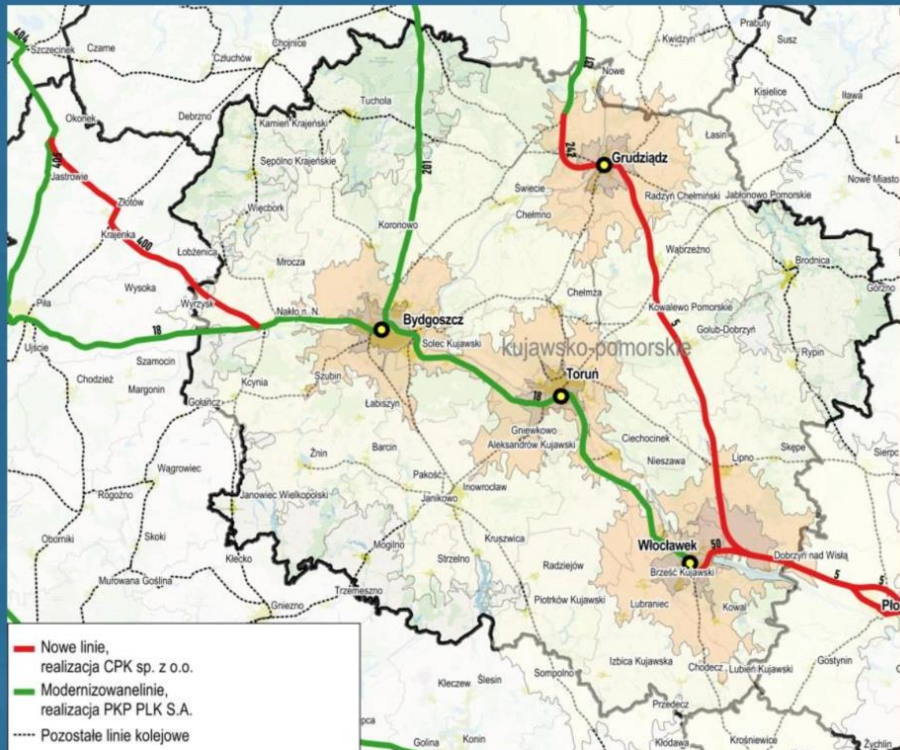 404
Szczecinek
Czarne
Człuchów
Chojnice
Prabuty
Kwidzyn
Susz
Nowe
Kisielice
Iława
Okonek
Debrzno
Tuchola
Kamień Krajeński
Łasin
Jastrowie
Sępolno Krajeńskie
201
242
Grudziądz
Nowe Miasto
Złotów
Więcbork
Świecie
Radzyń Chełmiński
Jabłonowo Pomorskie
Krajenka
400
Koronowo
Chełmno
Łobżenica
Mrocza
Wąbrzeźno
Brodnica
Wysoka
Górzno
Piła
Wyrzysk
Nakło n. N.
Chełmża
Kowalewo Pomorskie
5
Golub-Dobrzyń
18
Bydgoszcz
Solec Kujawski
kujawsko-pomorskie
Ujście
Szamocin
Rypin
Chodzież
Margonin
Kcynia
Szubin
Toruń
18
Gołańcz
Łabiszyn
Gniewkowo
Aleksandrów Kujawski
Ciechocinek
Skępe
Sierpc
Żnin
Barcin
Nieszawa
Lipno
Wągrowiec
Pakość
Inowrocław
Rogoźno
Janowiec Wielkopolski
Janikowo
Oborniki
Skoki
Mogilno
Kruszwica
Włocławek
50
Dobrzyń nad Wisłą
Kłecko
Strzelno
Radziejów
Brześć Kujawski
Murowana Goślina
Trzemeszno
5
5
Gniezno
Piotrków Kujawski
Lubraniec
Kowal
Pło
Nowe linie,
realizacja CPK sp. z o.o.
Modernizowanelinie,
realizacja PKP PLK S.A.
Pozostałe linie kolejowe
Izbica Kujawska
Chodecz
Lubień Kujawski
Gostynin
Kleczew
Ślesin
Sompolno
Przedecz
Golina
Konin
Kłodawa
Krośniewice
Żychlin